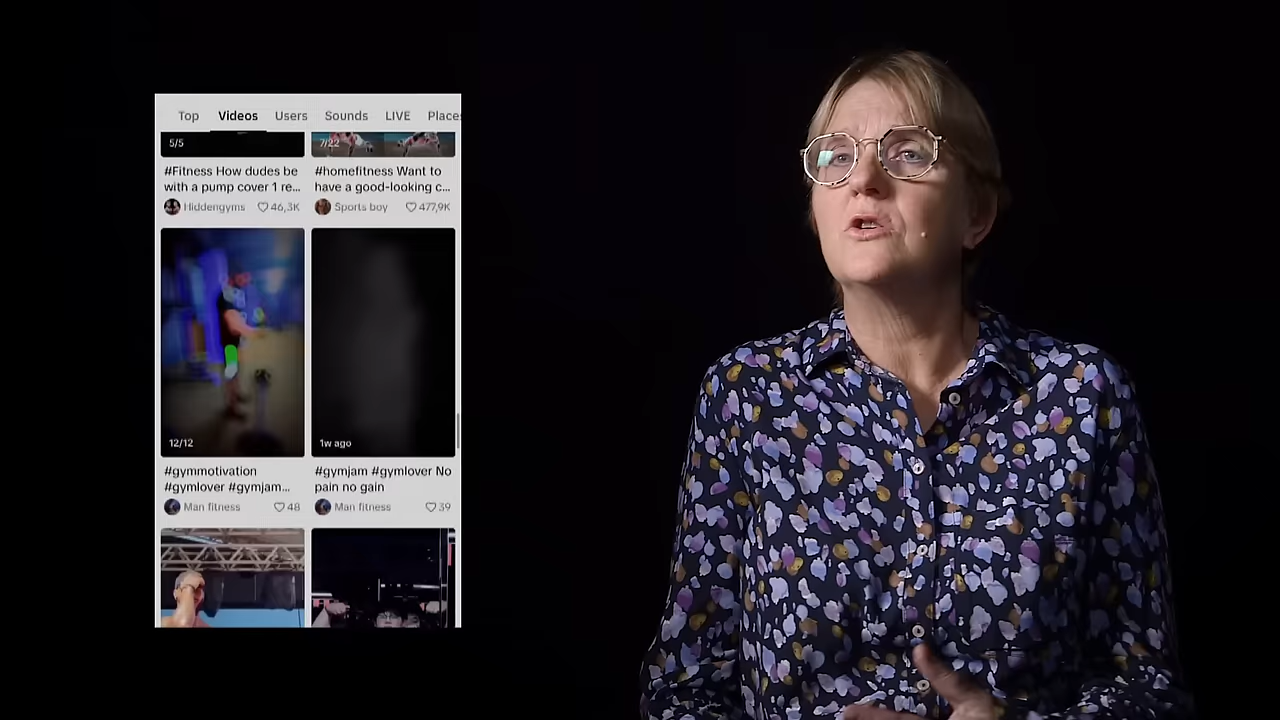 Top Videos Users Sounds LIVE Places
5/5
7/22
#Fitness How dudes be
with a pump cover 1 re...
Hiddengyms 46,3K
#homefitness Want to
have a good-looking c...
Sports boy 477,9K
12/12
1w ago
#gymmotivation
#gymlover #gymjam...
Man fitness 48
#gymjam #gymlover No
pain no gain
Man fitness 39